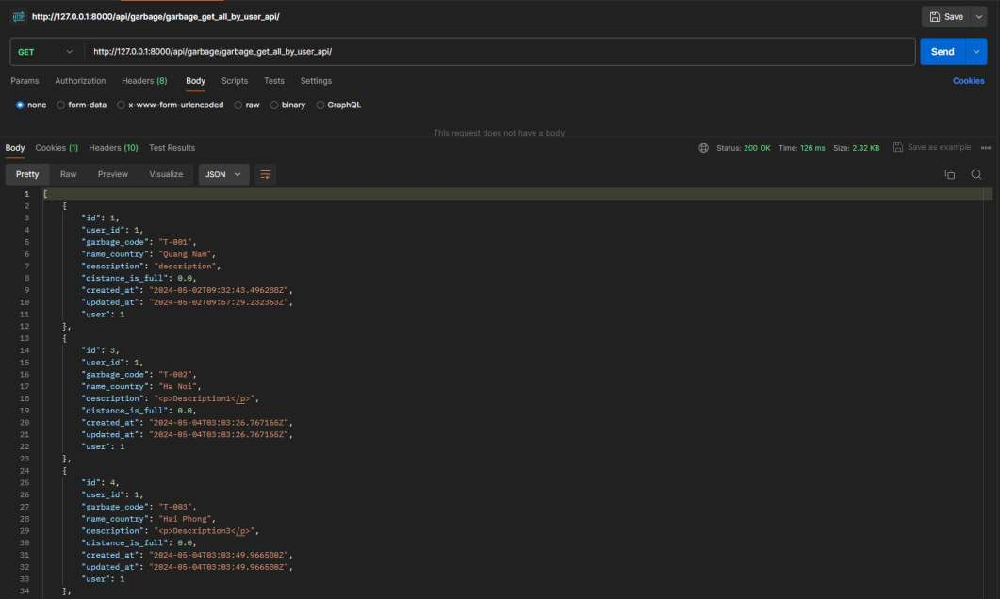 http://127.0.0.1:8000/api/garbage/garbage_get_all_by_user_api/
Save
GET http://127.0.0.1:8000/api/garbage/garbage_get_all_by_user_api/ Send
Params Authorization Headers (8) Body Scripts Tests Settings Cookies
none form-data x-www-form-urlencoded raw binary GraphQL
This request does not have a body
Body Cookies (1) Headers (10) Test Results Status: 200 OK Time: 126 ms Size: 2.32 KB Save as example
Pretty Raw Preview Visualize JSON
1 [
2 {
3 "id": 1,
4 "user_id": 1,
5 "garbage_code": "T-001",
6 "name_country": "Quang Nam",
7 "description": "description",
8 "distance_is_full": 0.0,
9 "created_at": "2024-05-02T09:32:43.496288Z",
10 "updated_at": "2024-05-02T09:57:29.232363Z",
11 "user": 1
12 },
13 {
14 "id": 3,
15 "user_id": 1,
16 "garbage_code": "T-002",
17 "name_country": "Ha Noi",
18 "description": "<p>Description1</p>",
19 "distance_is_full": 0.0,
20 "created_at": "2024-05-04T03:03:26.767166Z",
21 "updated_at": "2024-05-04T03:03:26.767166Z",
22 "user": 1
23 },
24 {
25 "id": 4,
26 "user_id": 1,
27 "garbage_code": "T-003",
28 "name_country": "Hai Phong",
29 "description": "<p>Description3</p>",
30 "distance_is_full": 0.0,
31 "created_at": "2024-05-04T03:03:49.966508Z",
32 "updated_at": "2024-05-04T03:03:49.966508Z",
33 "user": 1
34 },